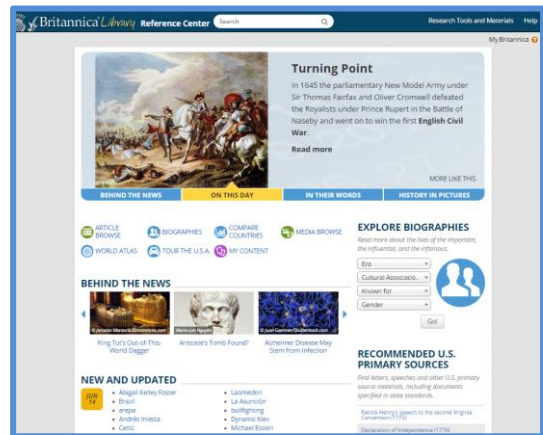 Britannica Library Reference Center
Search
Research Tools and Materials Help
My Britannica
Turning Point
In 1645 the parliamentary New Model Army under
Sir Thomas Fairfax and Oliver Cromwell defeated
the Royalists under Prince Rupert in the Battle of
Naseby and went on to win the first English Civil
War.
Read more
MORE LIKE THIS
BEHIND THE NEWS
ON THIS DAY
IN THEIR WORDS
HISTORY IN PICTURES
ARTICLE
BROWSE
BIOGRAPHIES
COMPARE
COUNTRIES
MEDIA BROWSE
WORLD ATLAS
TOUR THE U.S.A
MY CONTENT
EXPLORE BIOGRAPHIES
Read more about the lives of the important,
the influential, and the infamous.
Era
Cultural Associatio..
Known for
Gender
Go!
BEHIND THE NEWS
King Tut's Out-of-This-
World Dagger
Aristotle's Tomb Found?
Alzheimer Disease May
Stem from Infection
NEW AND UPDATED
JUN
14
Abigail Kelley Foster
Brazil
arepa
Andrés Iniesta
Celtic
Laomedon
La Asunción
bullfighting
Dynamo Kiev
Michael Essien
RECOMMENDED U.S.
PRIMARY SOURCES
Find letters, speeches and other U.S. primary
source materials, including documents
specified in state standards.
Patrick Henry's speech to the second Virginia
Convention (1775)
Declaration of Independence (1776)